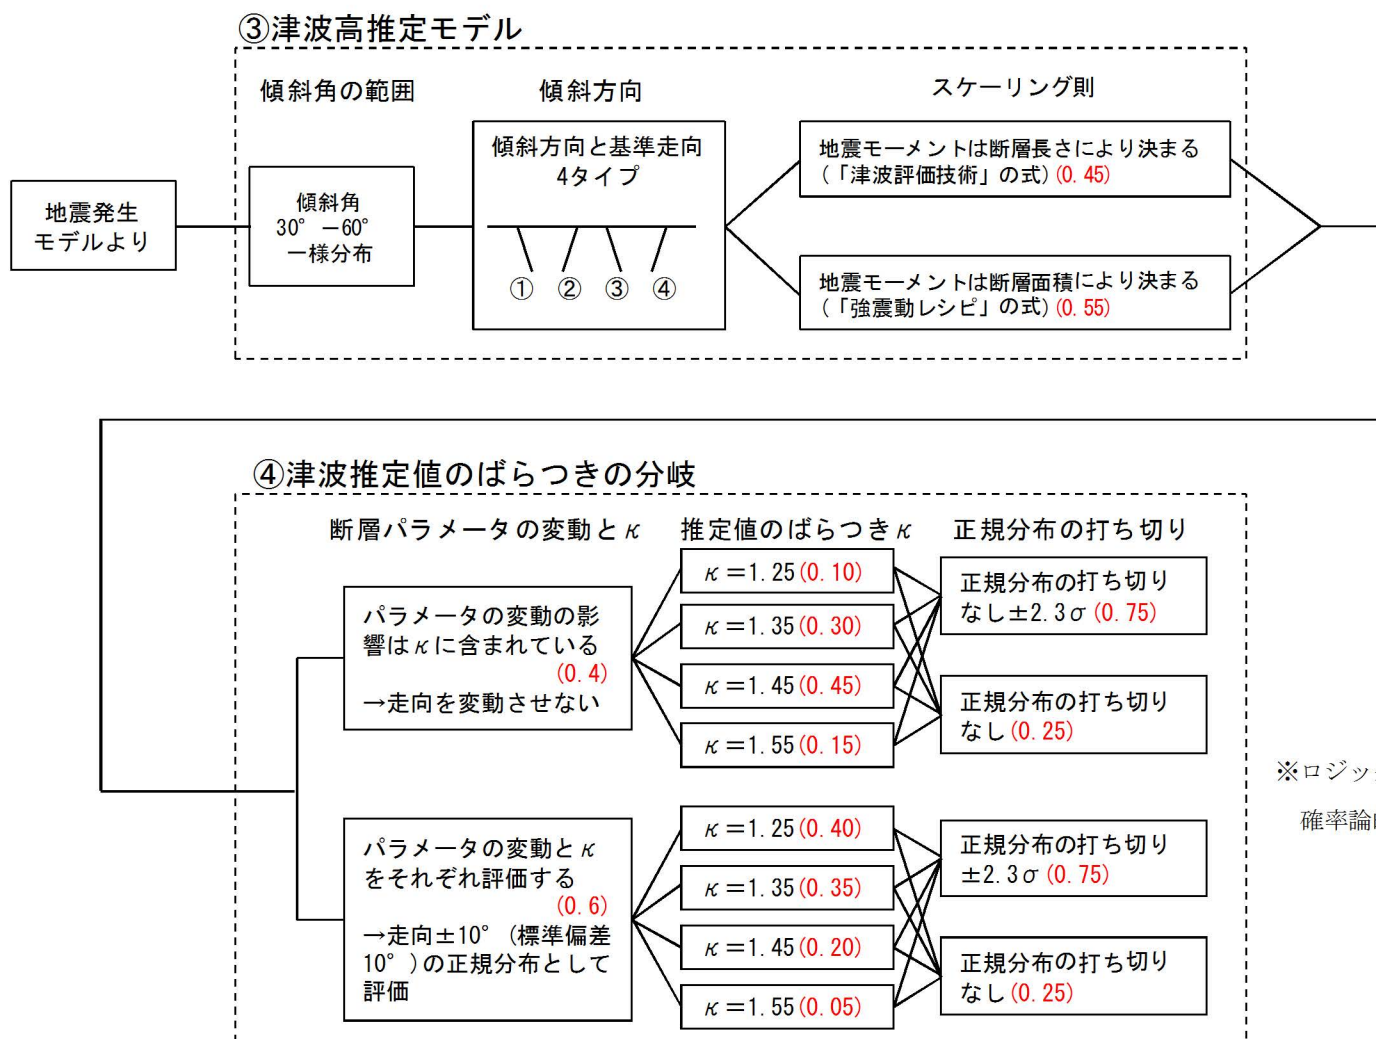 ③津波高推定モデル
傾斜角の範囲
傾斜方向
スケーリング則
地震発生
モデルより
傾斜角
30°－60°
一様分布
傾斜方向と基準走向
4タイプ
① ② ③ ④
地震モーメントは断層長さにより決まる
(「津波評価技術」の式)(0.45)
地震モーメントは断層面積により決まる
(「強震動レシピ」の式)(0.55)
④津波推定値のばらつきの分岐
断層パラメータの変動とκ
推定値のばらつきκ
正規分布の打ち切り
パラメータの変動の影
響はκに含まれている
(0.4)
→走向を変動させない
κ＝1.25(0.10)
κ＝1.35(0.30)
κ＝1.45(0.45)
κ＝1.55(0.15)
正規分布の打ち切り
なし±2.3σ(0.75)
正規分布の打ち切り
なし(0.25)
パラメータの変動とκ
をそれぞれ評価する
(0.6)
→走向±10°(標準偏差
10°)の正規分布として
評価
κ＝1.25(0.40)
κ＝1.35(0.35)
κ＝1.45(0.20)
κ＝1.55(0.05)
正規分布の打ち切り
±2.3σ(0.75)
正規分布の打ち切り
なし(0.25)
※ロジッ
確率論